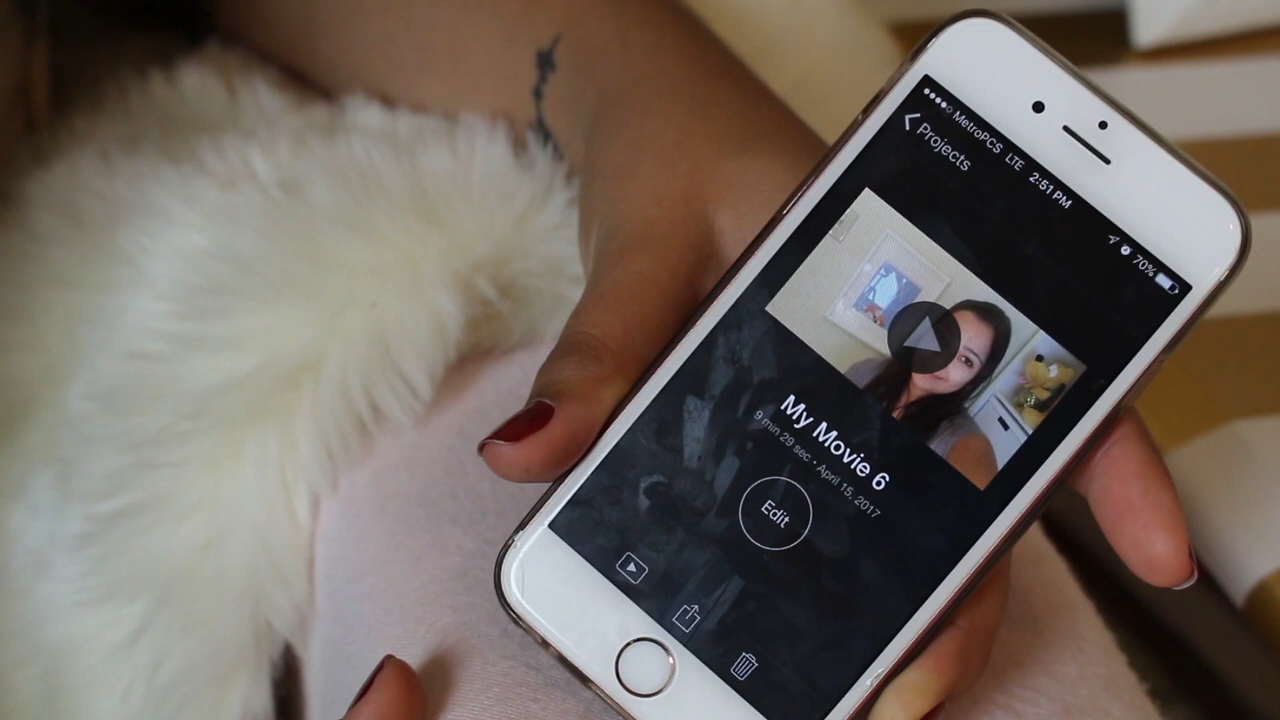 MetroPCS LTE 2:51 PM 70%
Projects
My Movie 6
9 min 29 sec · April 15, 2017
Edit